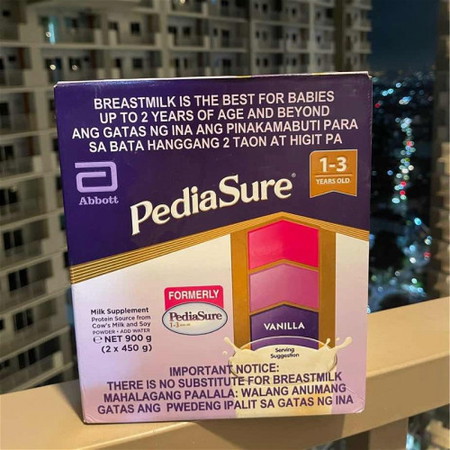 BREASTMILK IS THE BEST FOR BABIES
UP TO 2 YEARS OF AGE AND BEYOND
ANG GATAS NG INA ANG PINAKAMABUTI PARA
SA BATA HANGGANG 2 TAON AT HIGIT PA
Abbott
1-3
YEARS OLD
PediaSure®
FORMERLY
PediaSure
Milk Supplement
Protein Source from
Cow's Milk and Soy
POWDER • ADD WATER
℮ NET 900 g
(2 x 450 g)
VANILLA
Serving
Suggestion
IMPORTANT NOTICE:
THERE IS NO SUBSTITUTE FOR BREASTMILK
MAHALAGANG PAALALA: WALANG ANUMANG
GATAS ANG PWEDENG IPALIT SA GATAS NG INA